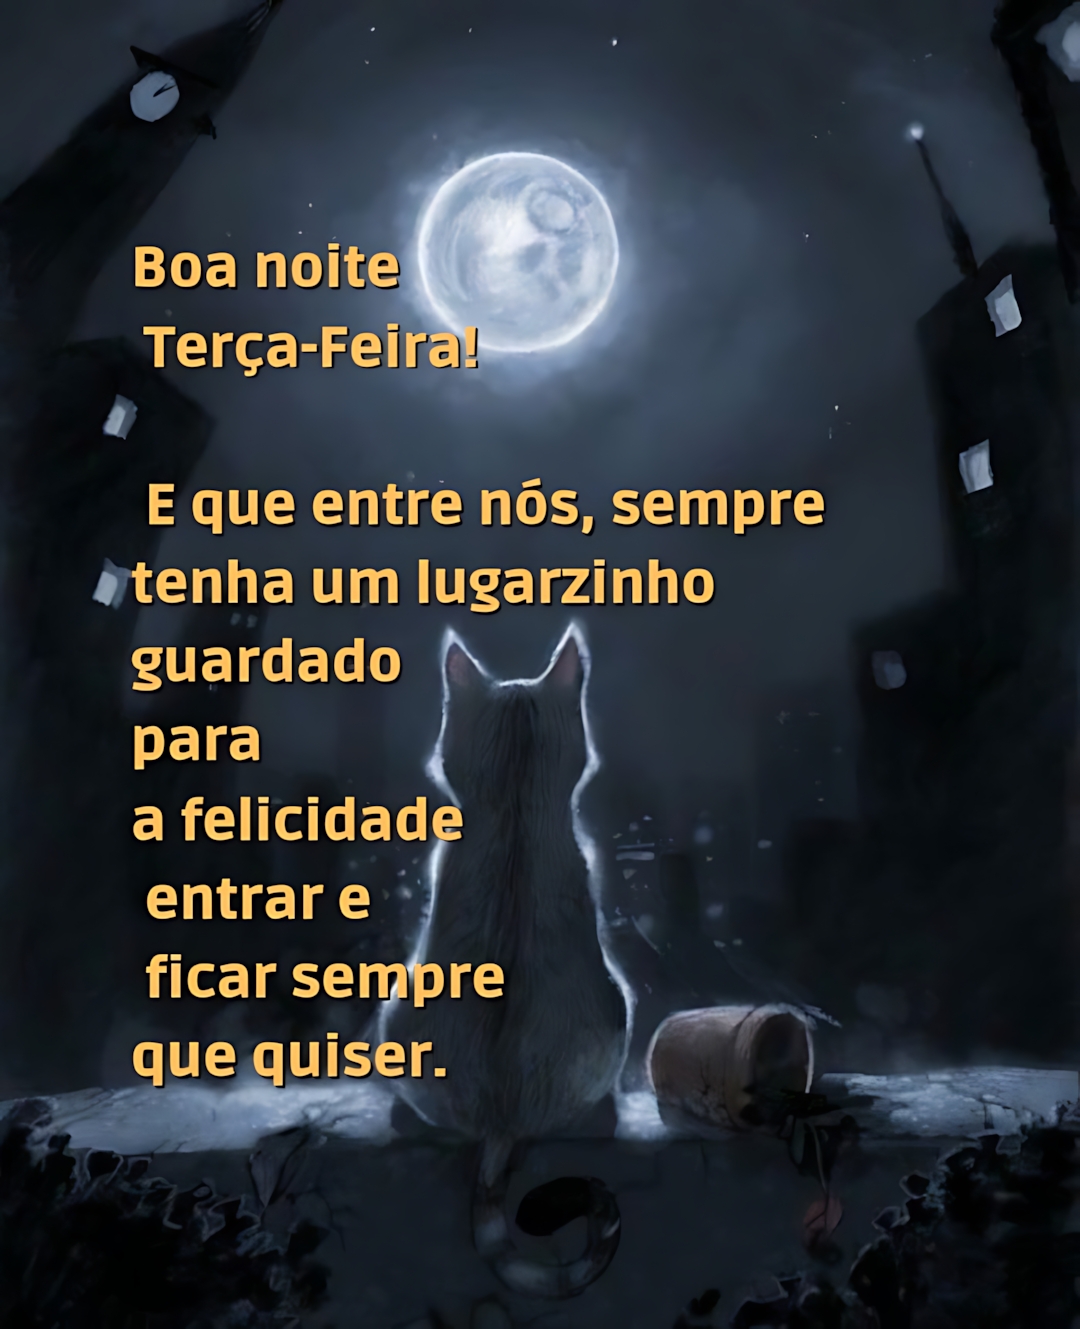 Boa noite
Terça-Feira!
E que entre nós, sempre
tenha um lugarzinho
guardado
para
a felicidade
entrar e
ficar sempre
que quiser.